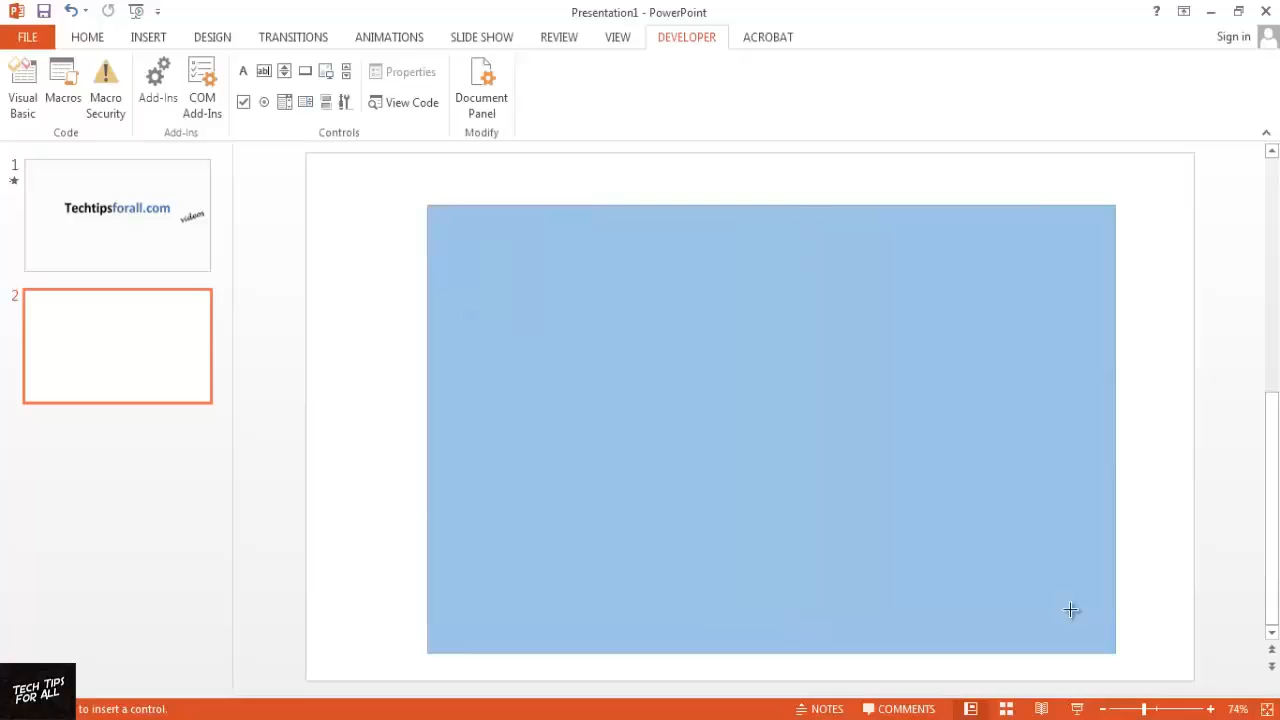 Presentation1 - PowerPoint
?
Sign in
FILE HOME INSERT DESIGN TRANSITIONS ANIMATIONS SLIDE SHOW REVIEW VIEW DEVELOPER ACROBAT
Visual Basic
Macros
Macro Security
Code
Add-Ins
COM Add-Ins
Add-Ins
A
abl
Properties
View Code
Controls
Document Panel
Modify
1
Techtipsforall.com
videos
2
TECH TIPS
FOR ALL
to insert a control.
NOTES COMMENTS 74%